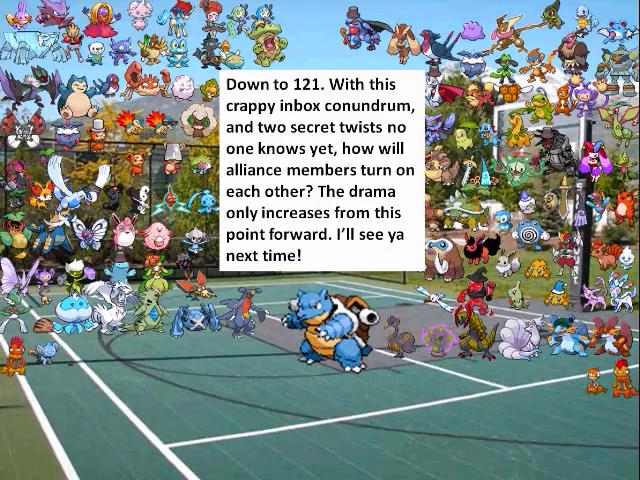 Down to 121. With this
crappy inbox conundrum,
and two secret twists no
one knows yet, how will
alliance members turn on
each other? The drama
only increases from this
point forward. I'll see ya
next time!